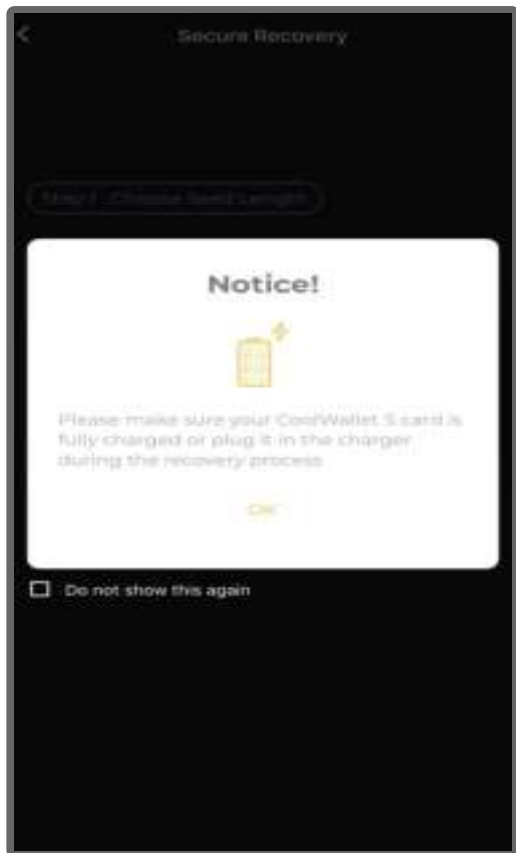 Secure Recovery
Step 1 Choose Seed Length
Notice!
Please make sure your CoolWallet S card is
fully charged or plug it in the charger
during the recovery process
OK
Do not show this again